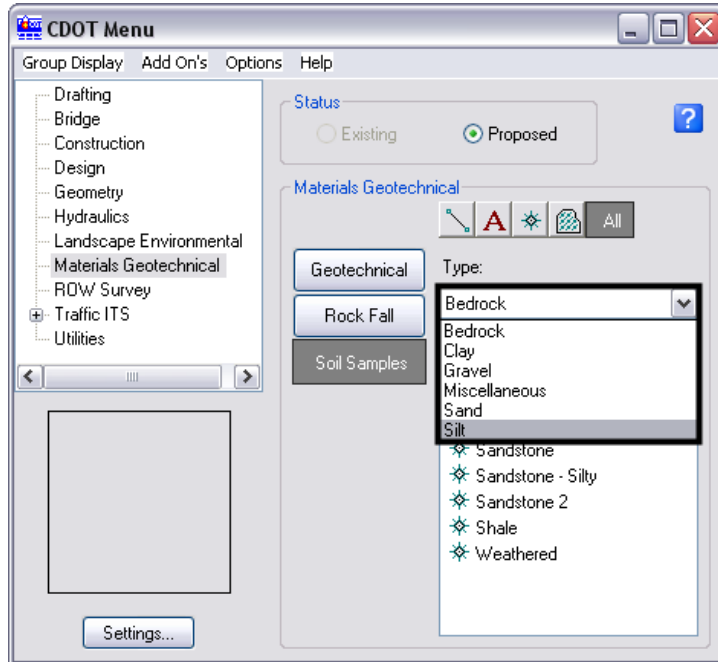 CDOT Menu
Group Display Add On's Options Help
Drafting
Bridge
Construction
Design
Geometry
Hydraulics
Landscape Environmental
Materials Geotechnical
ROW Survey
Traffic ITS
Utilities
Settings...
Status
Existing
Proposed
?
Materials Geotechnical
A
All
Geotechnical
Rock Fall
Soil Samples
Type:
Bedrock
Bedrock
Clay
Gravel
Miscellaneous
Sand
Silt
Sandstone
Sandstone - Silty
Sandstone 2
Shale
Weathered